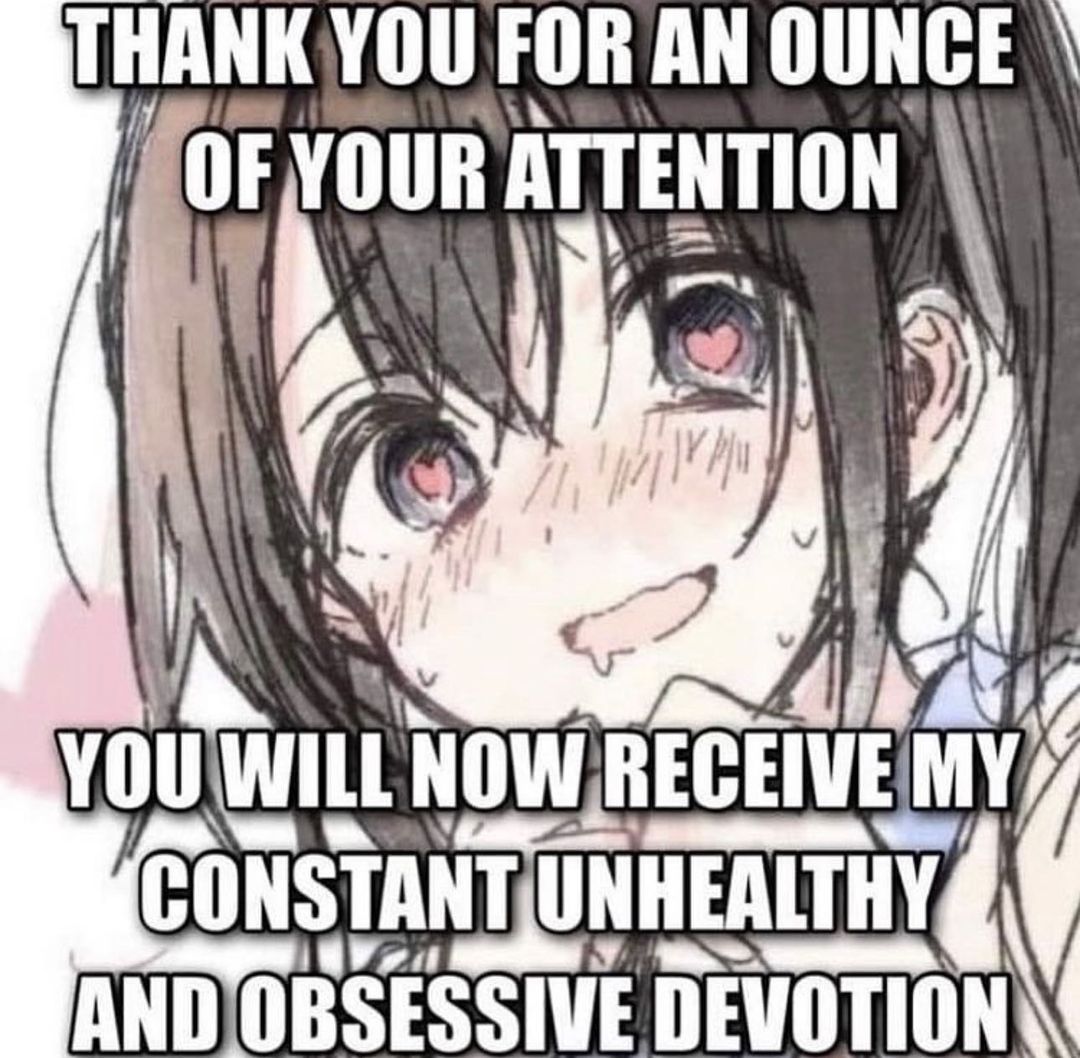 THANK YOU FOR AN OUNCE
OF YOUR ATTENTION
YOU WILL NOW RECEIVE MY
CONSTANT UNHEALTHY
AND OBSESSIVE DEVOTION